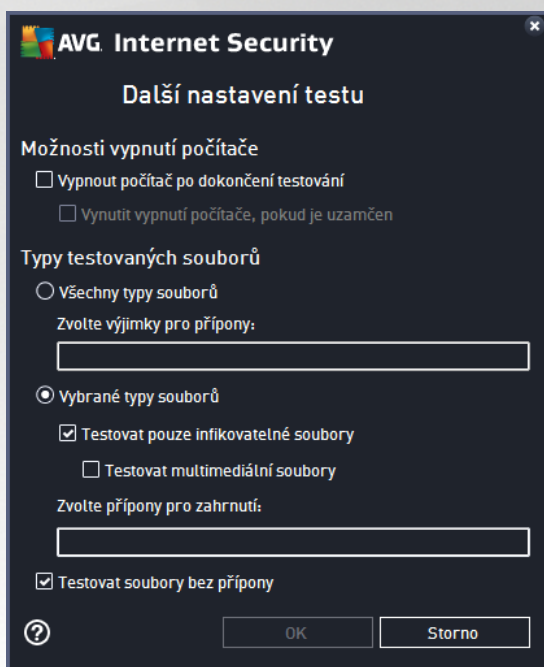 AVG. Internet Security
Další nastavení testu
Možnosti vypnutí počítače
Vypnout počítač po dokončení testování
Vynutit vypnutí počítače, pokud je uzamčen
Typy testovaných souborů
Všechny typy souborů
Zvolte výjimky pro přípony:
Vybrané typy souborů
Testovat pouze infikovatelné soubory
Testovat multimediální soubory
Zvolte přípony pro zahrnutí:
Testovat soubory bez přípony
OK
Storno